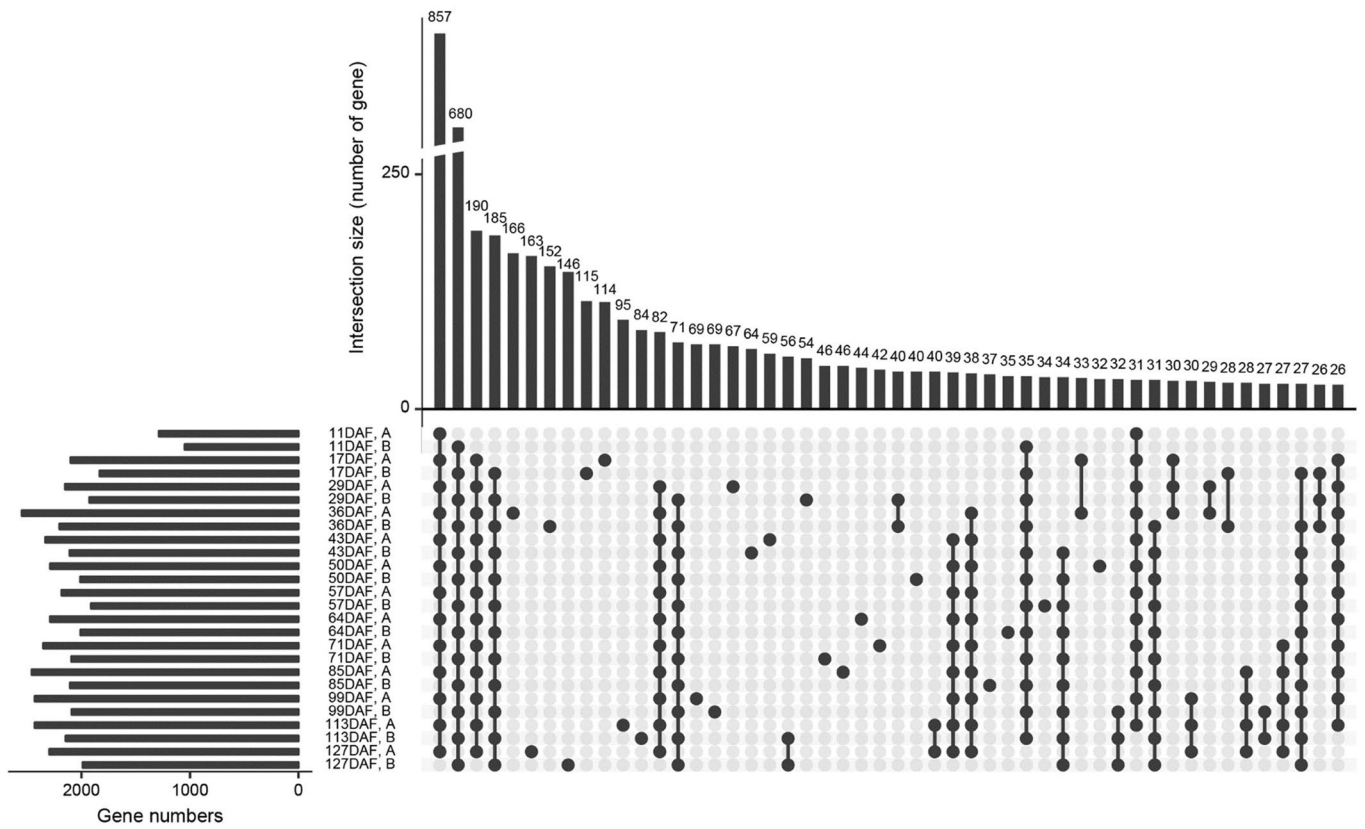 857
680
Intersection size (number of gene)
250
190
185
166
163
152
146
115
114
95
84
82
71
69
69
67
64
59
56
54
46
46
44
42
40
40
40
39
38
37
35
35
34
34
33
32
32
31
31
30
30
29
28
28
27
27
27
26
26
0
11DAF, A
11DAF, B
17DAF, A
17DAF, B
29DAF, A
29DAF, B
36DAF, A
36DAF, B
43DAF, A
43DAF, B
50DAF, A
50DAF, B
57DAF, A
57DAF, B
64DAF, A
64DAF, B
71DAF, A
71DAF, B
85DAF, A
85DAF, B
99DAF, A
99DAF, B
113DAF, A
113DAF, B
127DAF, A
127DAF, B
2000 1000 0
Gene numbers